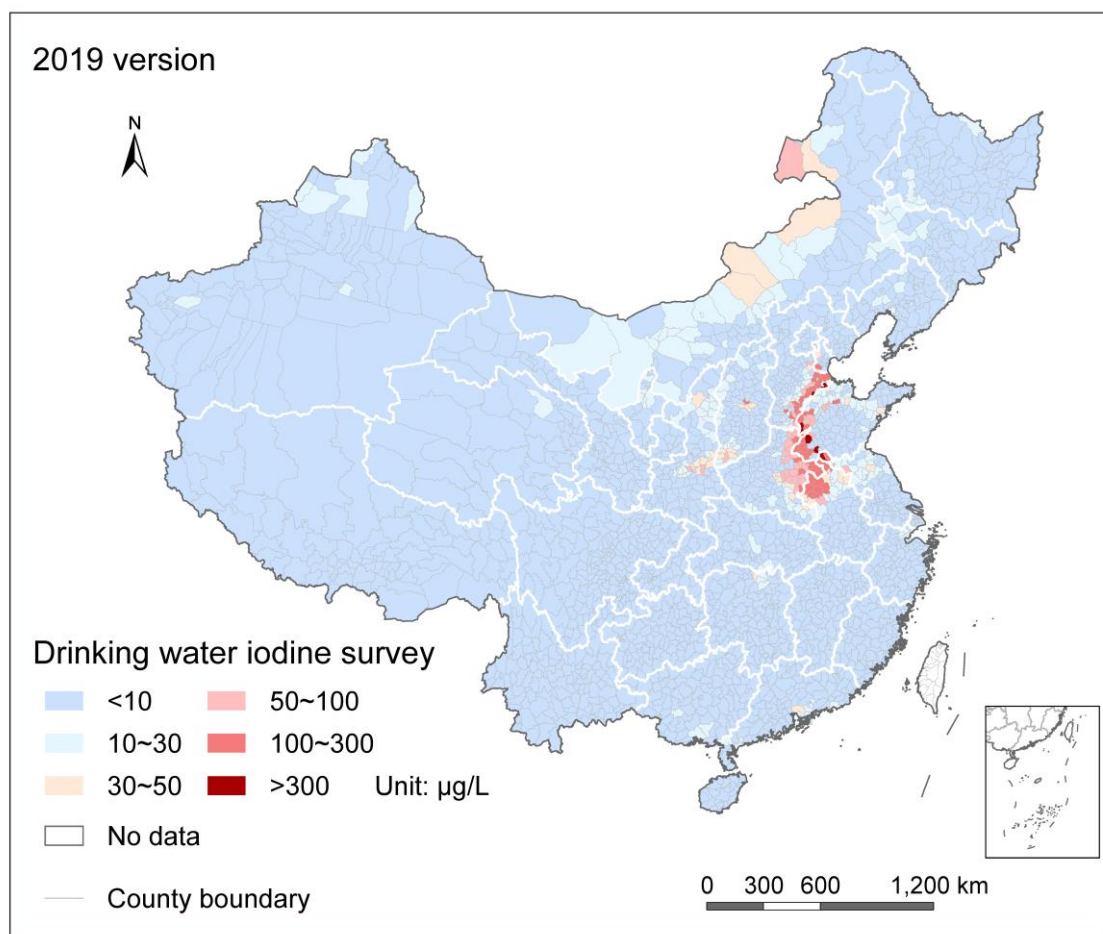 2019 version
N
Drinking water iodine survey
<10
50~100
10~30
100~300
30~50
>300
Unit: µg/L
No data
County boundary
0 300 600 1,200 km